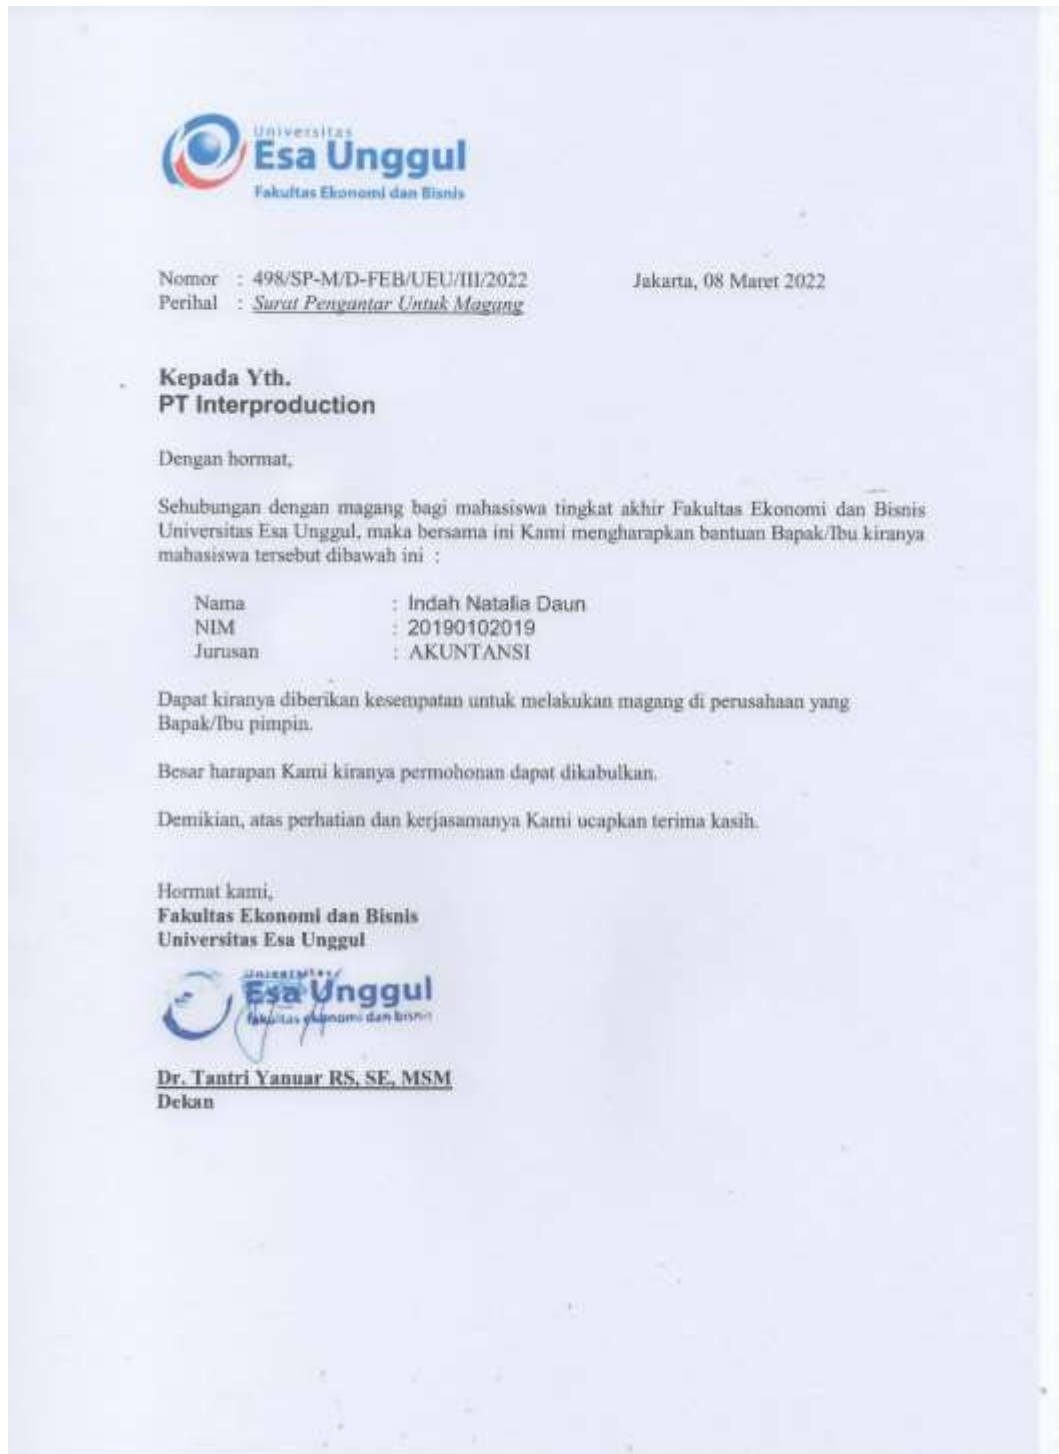 Universitas
Esa Unggul
Fakultas Ekonomi dan Bisnis
Nomor : 498/SP-M/D-FEB/UEU/III/2022 Jakarta, 08 Maret 2022
Perihal : Surat Pengantar Untuk Magang
Kepada Yth.
PT Interproduction
Dengan hormat,
Sehubungan dengan magang bagi mahasiswa tingkat akhir Fakultas Ekonomi dan Bisnis
Universitas Esa Unggul, maka bersama ini Kami mengharapkan bantuan Bapak/Ibu kiranya
mahasiswa tersebut dibawah ini :
Nama : Indah Natalia Daun
NIM : 20190102019
Jurusan : AKUNTANSI
Dapat kiranya diberikan kesempatan untuk melakukan magang di perusahaan yang
Bapak/Ibu pimpin.
Besar harapan Kami kiranya permohonan dapat dikabulkan.
Demikian, atas perhatian dan kerjasamanya Kami ucapkan terima kasih.
Hormat kami,
Fakultas Ekonomi dan Bisnis
Universitas Esa Unggul
Universitas
Esa Unggul
fakultas ekonomi dan bisnis
Dr. Tantri Yanuar RS, SE, MSM
Dekan